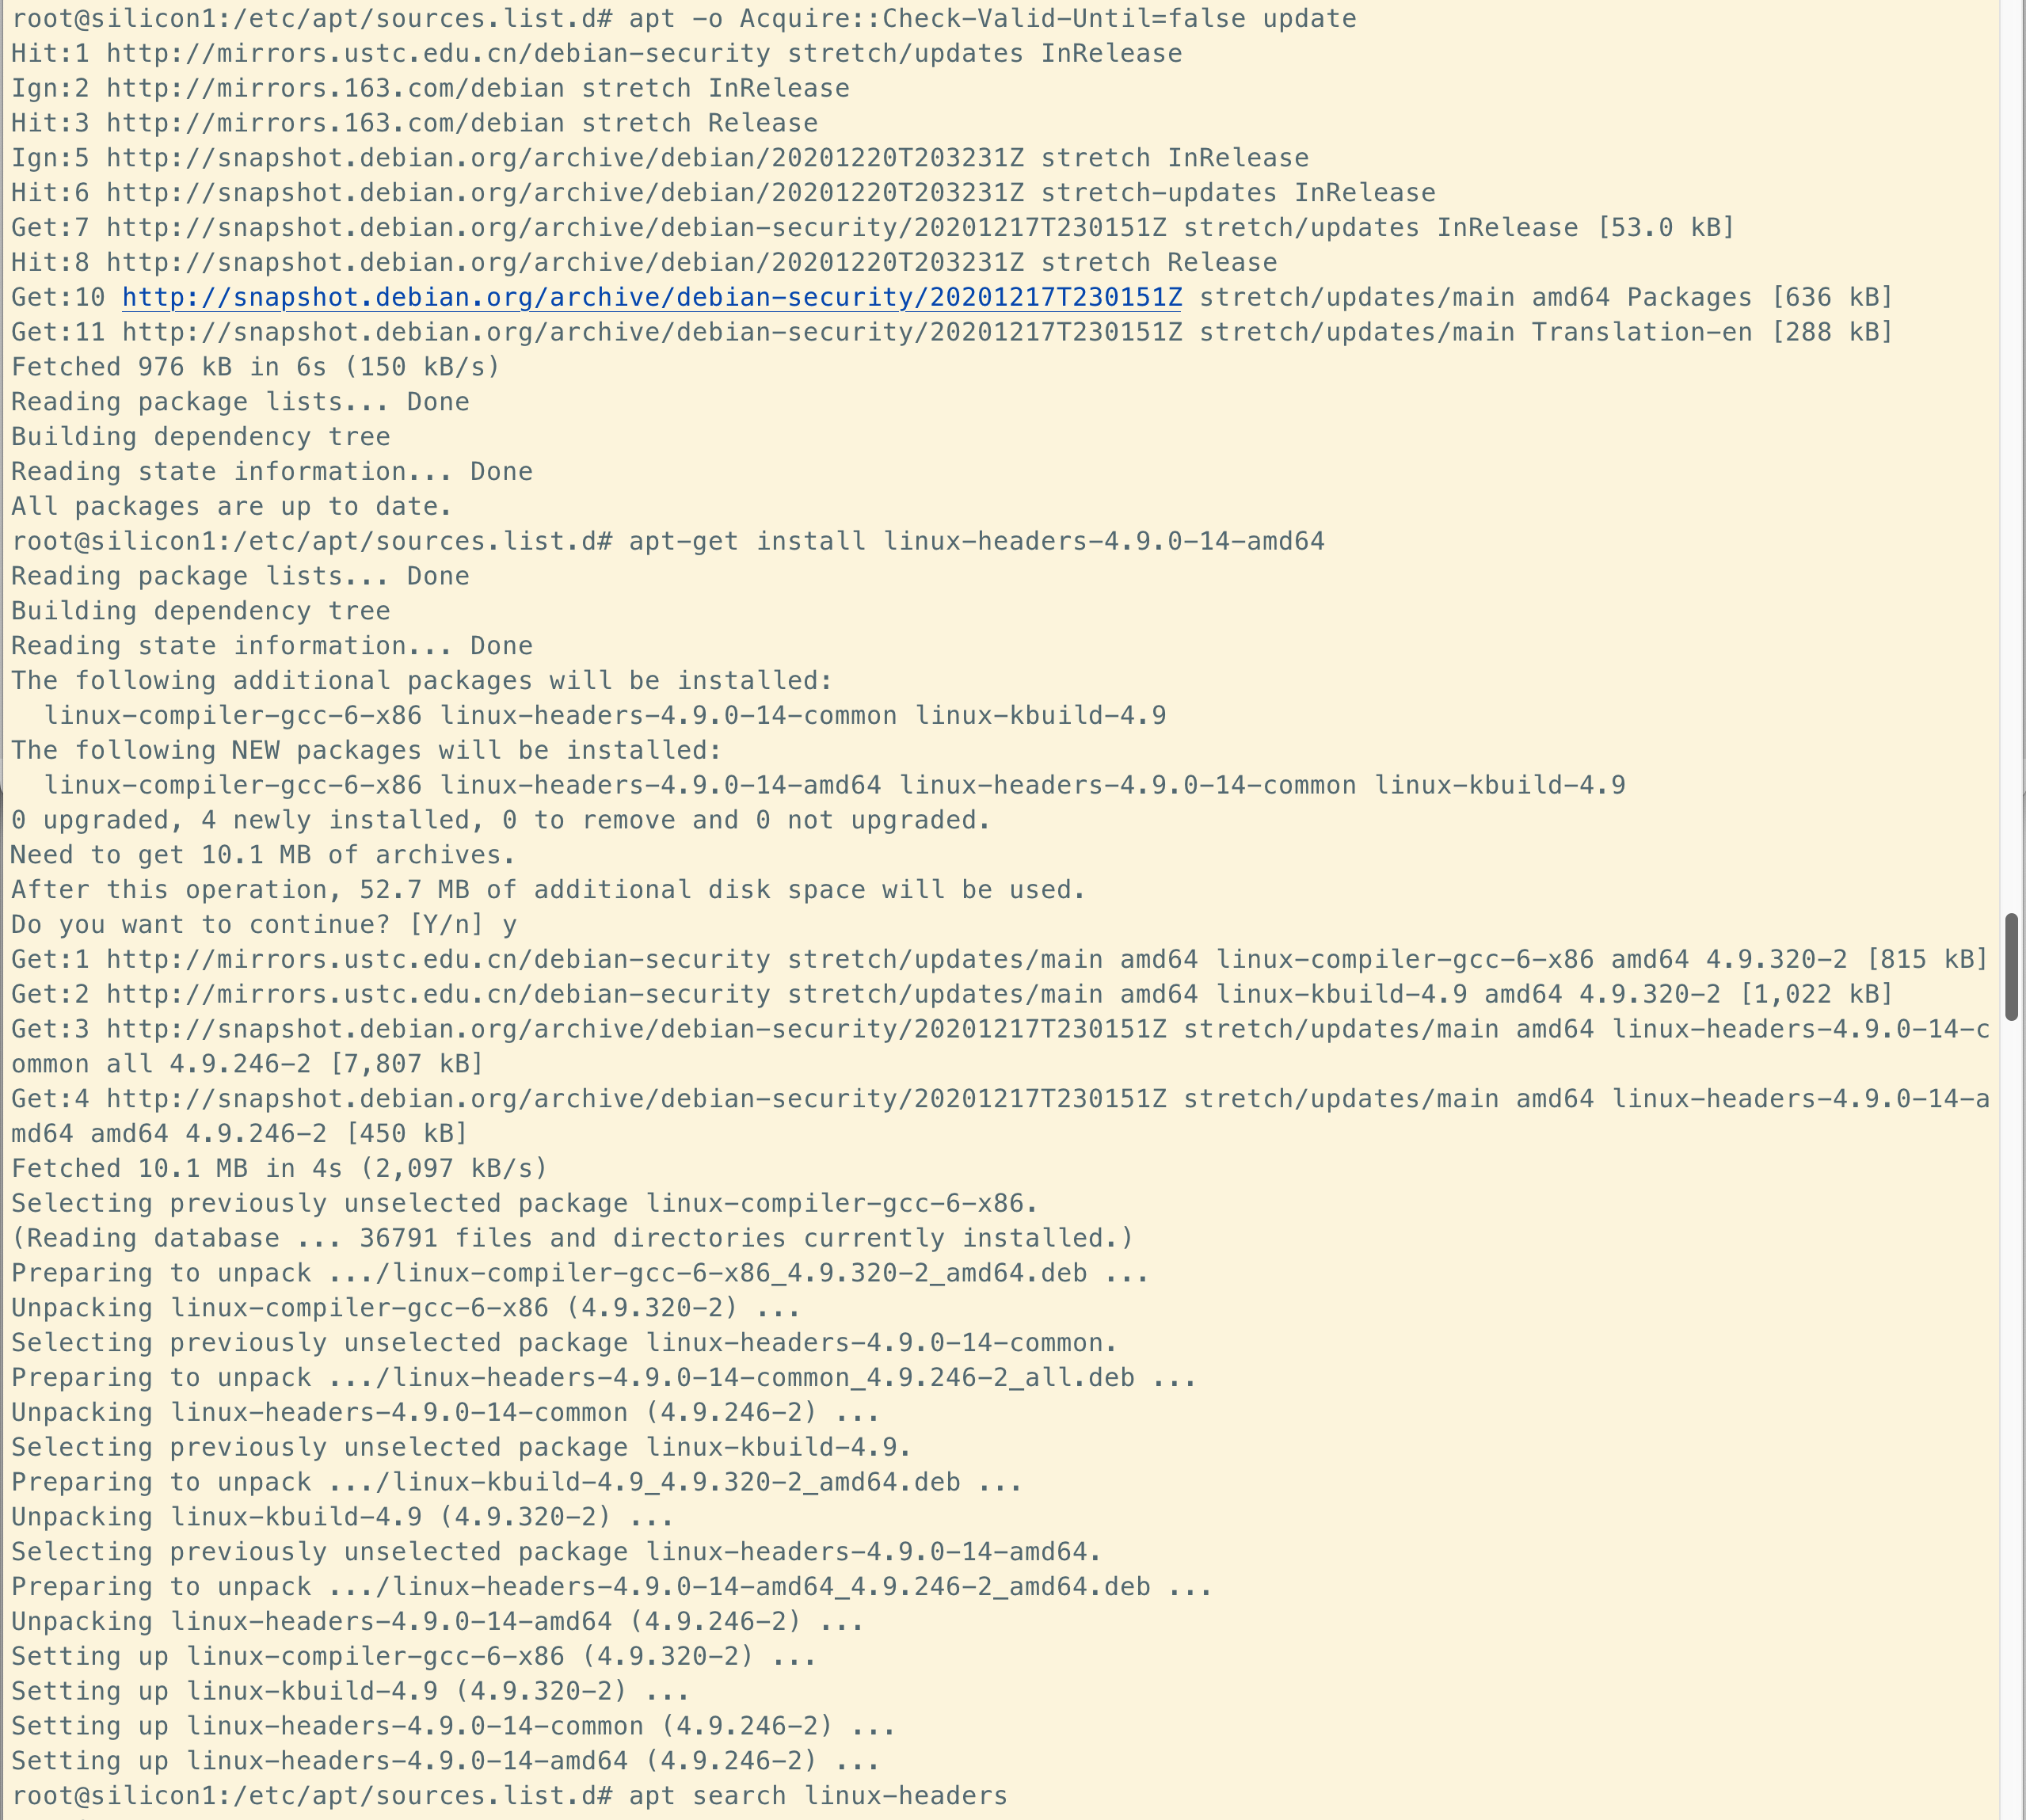 root@silicon1:/etc/apt/sources.list.d# apt -o Acquire::Check-Valid-Until=false update
Hit:1 http://mirrors.ustc.edu.cn/debian-security stretch/updates InRelease
Ign:2 http://mirrors.163.com/debian stretch InRelease
Hit:3 http://mirrors.163.com/debian stretch Release
Ign:5 http://snapshot.debian.org/archive/debian/20201220T203231Z stretch InRelease
Hit:6 http://snapshot.debian.org/archive/debian/20201220T203231Z stretch-updates InRelease
Get:7 http://snapshot.debian.org/archive/debian-security/20201217T230151Z stretch/updates InRelease [53.0 kB]
Hit:8 http://snapshot.debian.org/archive/debian/20201220T203231Z stretch Release
Get:10 http://snapshot.debian.org/archive/debian-security/20201217T230151Z stretch/updates/main amd64 Packages [636 kB]
Get:11 http://snapshot.debian.org/archive/debian-security/20201217T230151Z stretch/updates/main Translation-en [288 kB]
Fetched 976 kB in 6s (150 kB/s)
Reading package lists... Done
Building dependency tree
Reading state information... Done
All packages are up to date.
root@silicon1:/etc/apt/sources.list.d# apt-get install linux-headers-4.9.0-14-amd64
Reading package lists... Done
Building dependency tree
Reading state information... Done
The following additional packages will be installed:
  linux-compiler-gcc-6-x86 linux-headers-4.9.0-14-common linux-kbuild-4.9
The following NEW packages will be installed:
  linux-compiler-gcc-6-x86 linux-headers-4.9.0-14-amd64 linux-headers-4.9.0-14-common linux-kbuild-4.9
0 upgraded, 4 newly installed, 0 to remove and 0 not upgraded.
Need to get 10.1 MB of archives.
After this operation, 52.7 MB of additional disk space will be used.
Do you want to continue? [Y/n] y
Get:1 http://mirrors.ustc.edu.cn/debian-security stretch/updates/main amd64 linux-compiler-gcc-6-x86 amd64 4.9.320-2 [815 kB]
Get:2 http://mirrors.ustc.edu.cn/debian-security stretch/updates/main amd64 linux-kbuild-4.9 amd64 4.9.320-2 [1,022 kB]
Get:3 http://snapshot.debian.org/archive/debian-security/20201217T230151Z stretch/updates/main amd64 linux-headers-4.9.0-14-c
ommon all 4.9.246-2 [7,807 kB]
Get:4 http://snapshot.debian.org/archive/debian-security/20201217T230151Z stretch/updates/main amd64 linux-headers-4.9.0-14-a
md64 amd64 4.9.246-2 [450 kB]
Fetched 10.1 MB in 4s (2,097 kB/s)
Selecting previously unselected package linux-compiler-gcc-6-x86.
(Reading database ... 36791 files and directories currently installed.)
Preparing to unpack .../linux-compiler-gcc-6-x86_4.9.320-2_amd64.deb ...
Unpacking linux-compiler-gcc-6-x86 (4.9.320-2) ...
Selecting previously unselected package linux-headers-4.9.0-14-common.
Preparing to unpack .../linux-headers-4.9.0-14-common_4.9.246-2_all.deb ...
Unpacking linux-headers-4.9.0-14-common (4.9.246-2) ...
Selecting previously unselected package linux-kbuild-4.9.
Preparing to unpack .../linux-kbuild-4.9_4.9.320-2_amd64.deb ...
Unpacking linux-kbuild-4.9 (4.9.320-2) ...
Selecting previously unselected package linux-headers-4.9.0-14-amd64.
Preparing to unpack .../linux-headers-4.9.0-14-amd64_4.9.246-2_amd64.deb ...
Unpacking linux-headers-4.9.0-14-amd64 (4.9.246-2) ...
Setting up linux-compiler-gcc-6-x86 (4.9.320-2) ...
Setting up linux-kbuild-4.9 (4.9.320-2) ...
Setting up linux-headers-4.9.0-14-common (4.9.246-2) ...
Setting up linux-headers-4.9.0-14-amd64 (4.9.246-2) ...
root@silicon1:/etc/apt/sources.list.d# apt search linux-headers